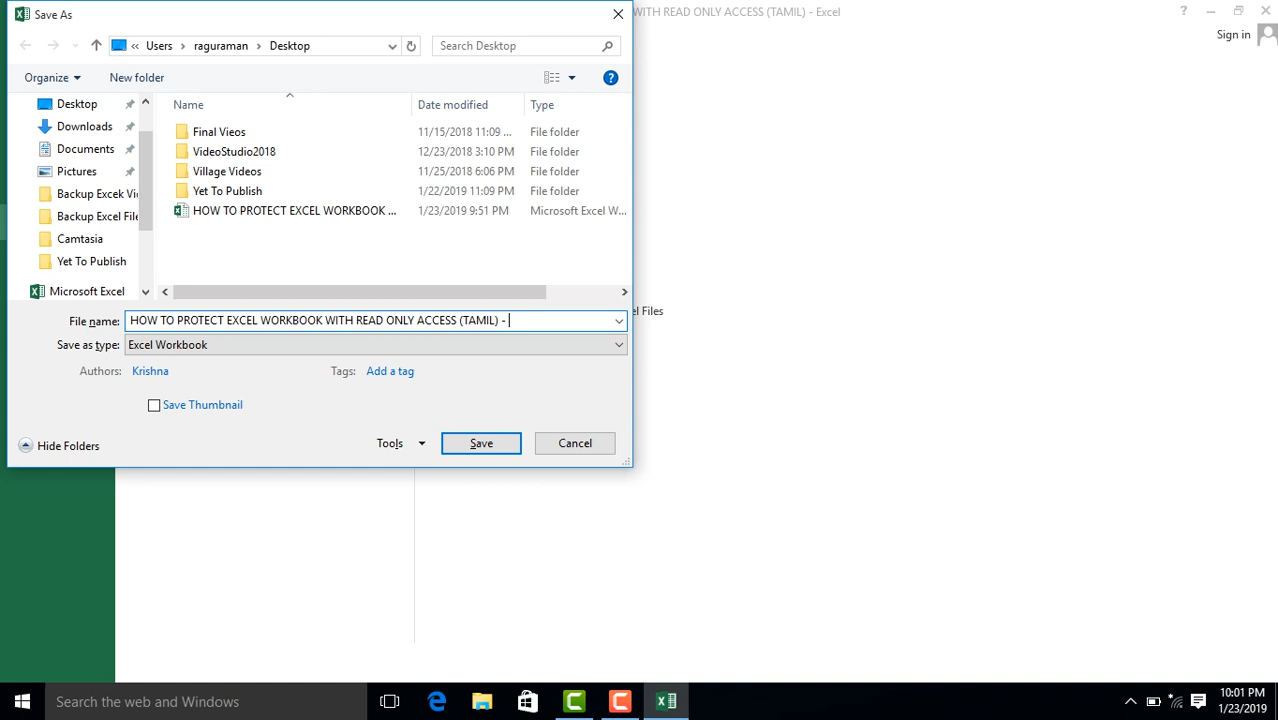 Save As
WITH READ ONLY ACCESS (TAMIL) - Excel
Sign in
« Users > raguraman > Desktop
Search Desktop
Organize
New folder
Name
Date modified
Type
Desktop
Downloads
Documents
Pictures
Backup Excek Vi
Backup Excel File
Camtasia
Yet To Publish
Microsoft Excel
Final Vieos 11/15/2018 11:09 ... File folder
VideoStudio2018 12/23/2018 3:10 PM File folder
Village Videos 11/25/2018 6:06 PM File folder
Yet To Publish 1/22/2019 11:09 PM File folder
HOW TO PROTECT EXCEL WORKBOOK ... 1/23/2019 9:51 PM Microsoft Excel W...
File name: HOW TO PROTECT EXCEL WORKBOOK WITH READ ONLY ACCESS (TAMIL) -
el Files
Save as type: Excel Workbook
Authors: Krishna
Tags: Add a tag
Save Thumbnail
Hide Folders
Tools
Save
Cancel
Search the web and Windows
10:01 PM
1/23/2019